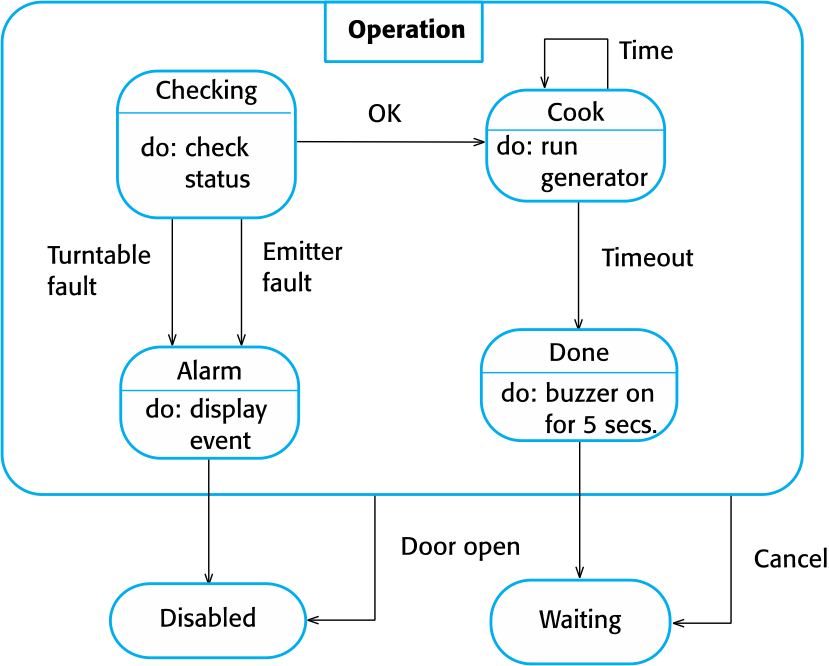 Operation
Checking
do: check
status
OK
Time
Cook
do: run
generator
Turntable
fault
Emitter
fault
Timeout
Alarm
do: display
event
Done
do: buzzer on
for 5 secs.
Door open
Cancel
Disabled
Waiting